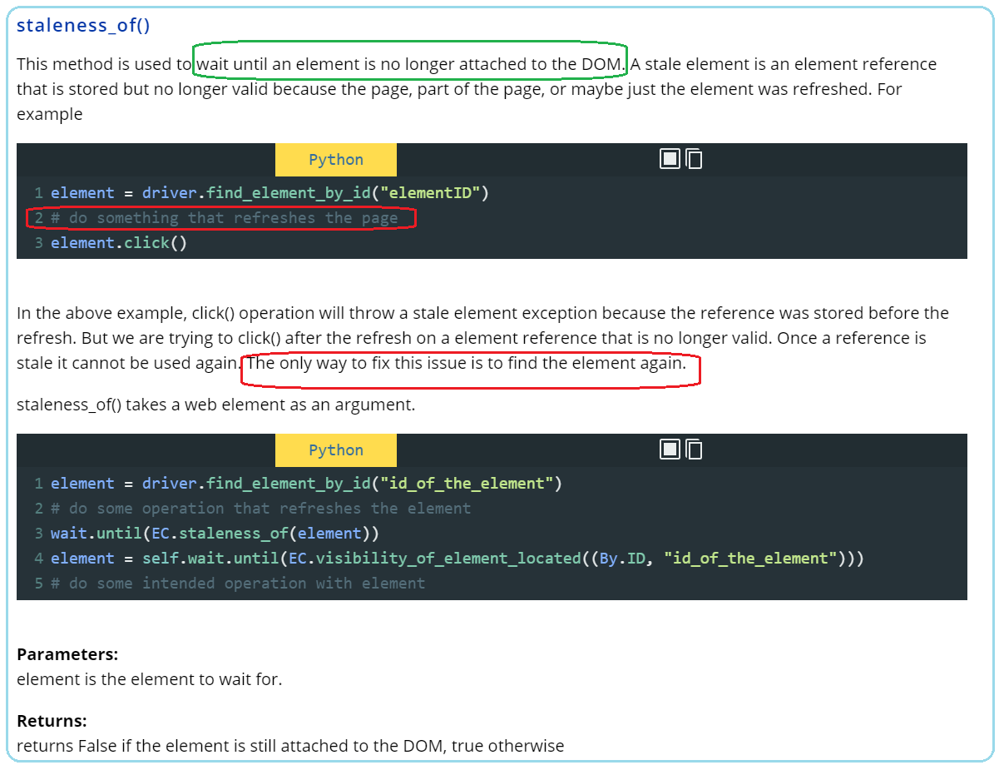 staleness_of()
This method is used to wait until an element is no longer attached to the DOM. A stale element is an element reference
that is stored but no longer valid because the page, part of the page, or maybe just the element was refreshed. For
example
Python
1 element = driver.find_element_by_id("elementID")
2 # do something that refreshes the page
3 element.click()
In the above example, click() operation will throw a stale element exception because the reference was stored before the
refresh. But we are trying to click() after the refresh on a element reference that is no longer valid. Once a reference is
stale it cannot be used again. The only way to fix this issue is to find the element again.
staleness_of() takes a web element as an argument.
Python
1 element = driver.find_element_by_id("id_of_the_element")
2 # do some operation that refreshes the element
3 wait.until(EC.staleness_of(element))
4 element = self.wait.until(EC.visibility_of_element_located((By.ID, "id_of_the_element")))
5 # do some intended operation with element
Parameters:
element is the element to wait for.
Returns:
returns False if the element is still attached to the DOM, true otherwise